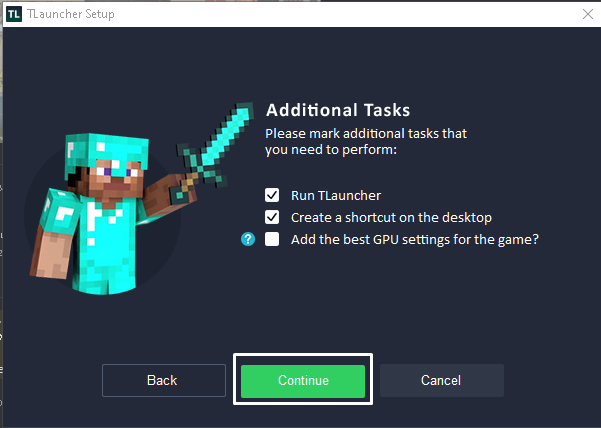 TL TLauncher Setup
Additional Tasks
Please mark additional tasks that
you need to perform:
Run TLauncher
Create a shortcut on the desktop
? Add the best GPU settings for the game?
Back Continue Cancel